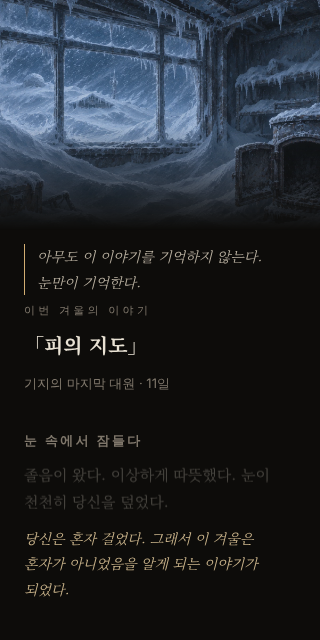 아무도 이 이야기를 기억하지 않는다.
눈만이 기억한다.
이번 겨울의 이야기
「피의 지도」
기지의 마지막 대원 · 11일
눈 속에서 잠들다
졸음이 왔다. 이상하게 따뜻했다. 눈이
천천히 당신을 덮었다.
당신은 혼자 걸었다. 그래서 이 겨울은
혼자가 아니었음을 알게 되는 이야기가
되었다.